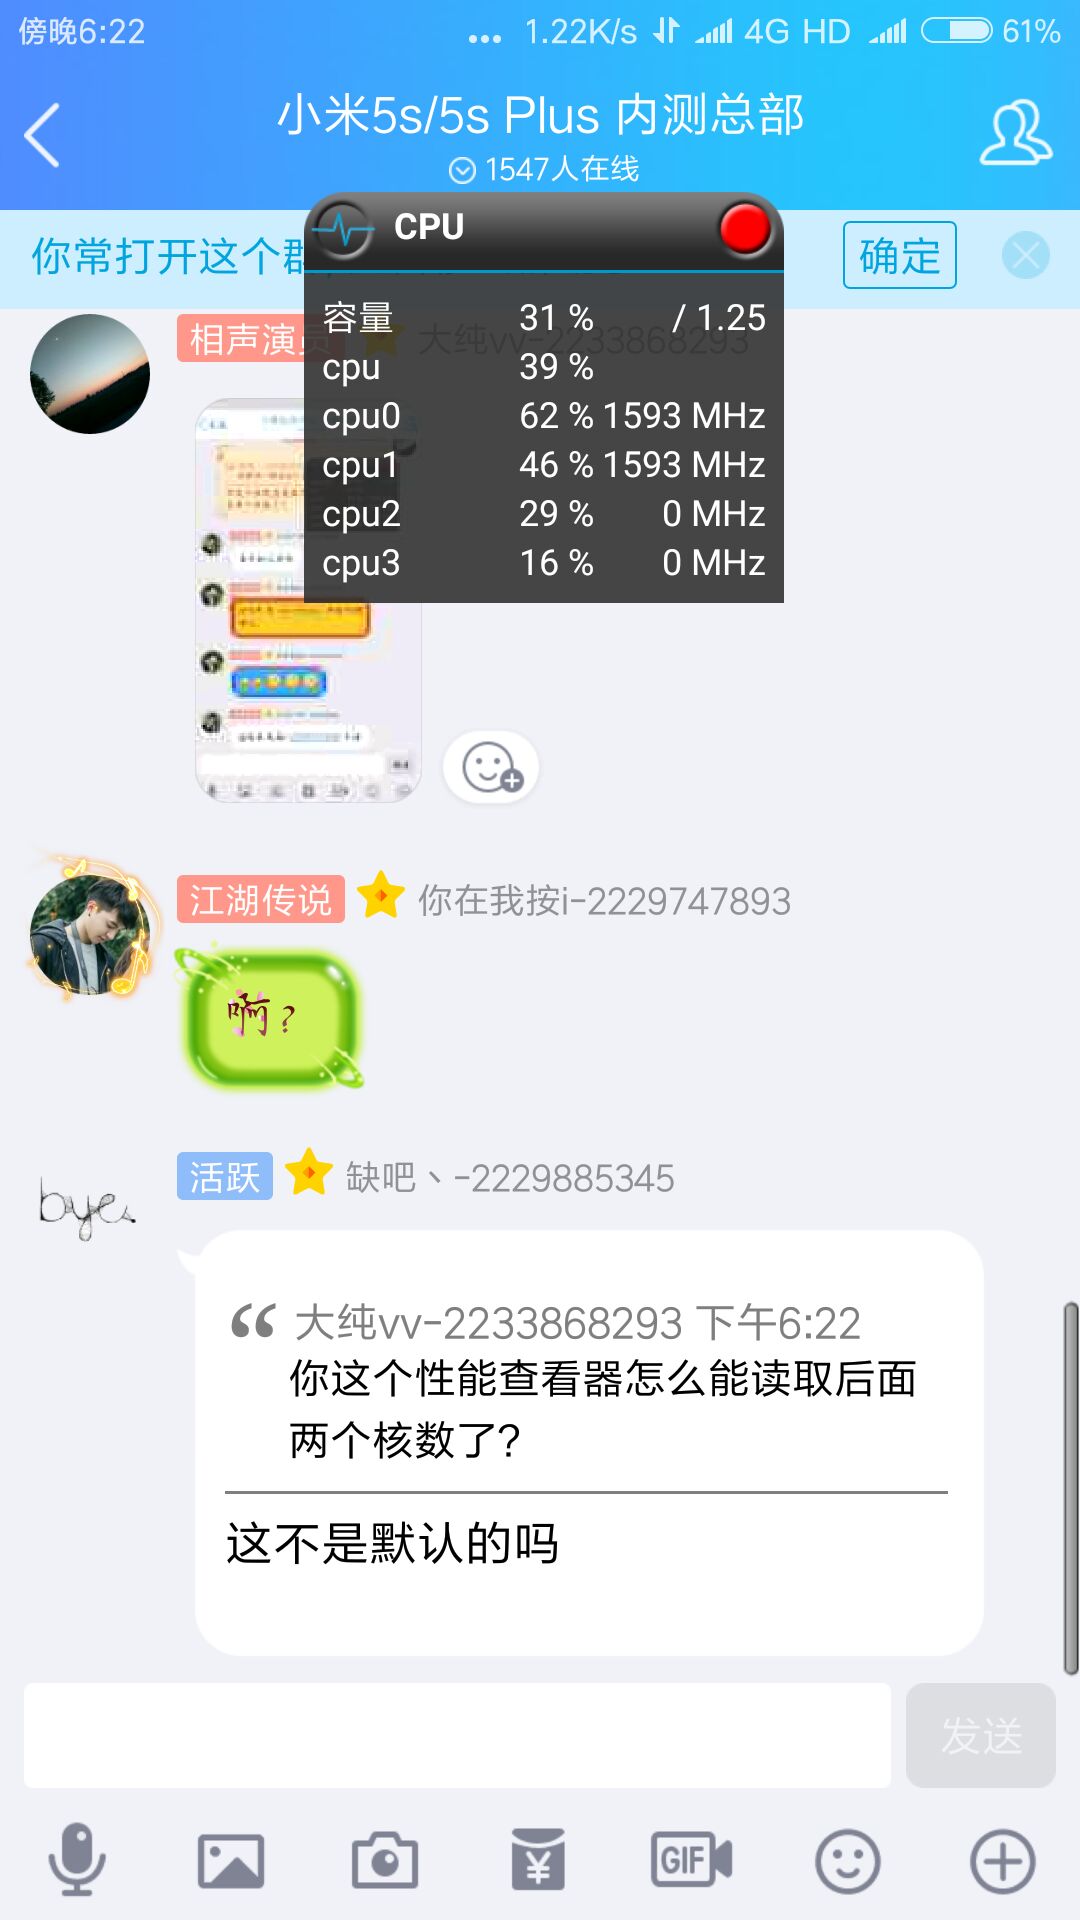 傍晚6:22
... 1.22K/s 4G HD 61%
小米5s/5s Plus 内测总部
1547人在线
你常打开这个群
确定
CPU
容量 31 % / 1.25
cpu 39 %
cpu0 62 % 1593 MHz
cpu1 46 % 1593 MHz
cpu2 29 % 0 MHz
cpu3 16 % 0 MHz
相声演员 大纯vv-2233868293
江湖传说 你在我按i-2229747893
啊？
活跃 缺吧丶-2229885345
bye
“ 大纯vv-2233868293 下午6:22
你这个性能查看器怎么能读取后面
两个核数了?
这不是默认的吗
发送
¥ GIF